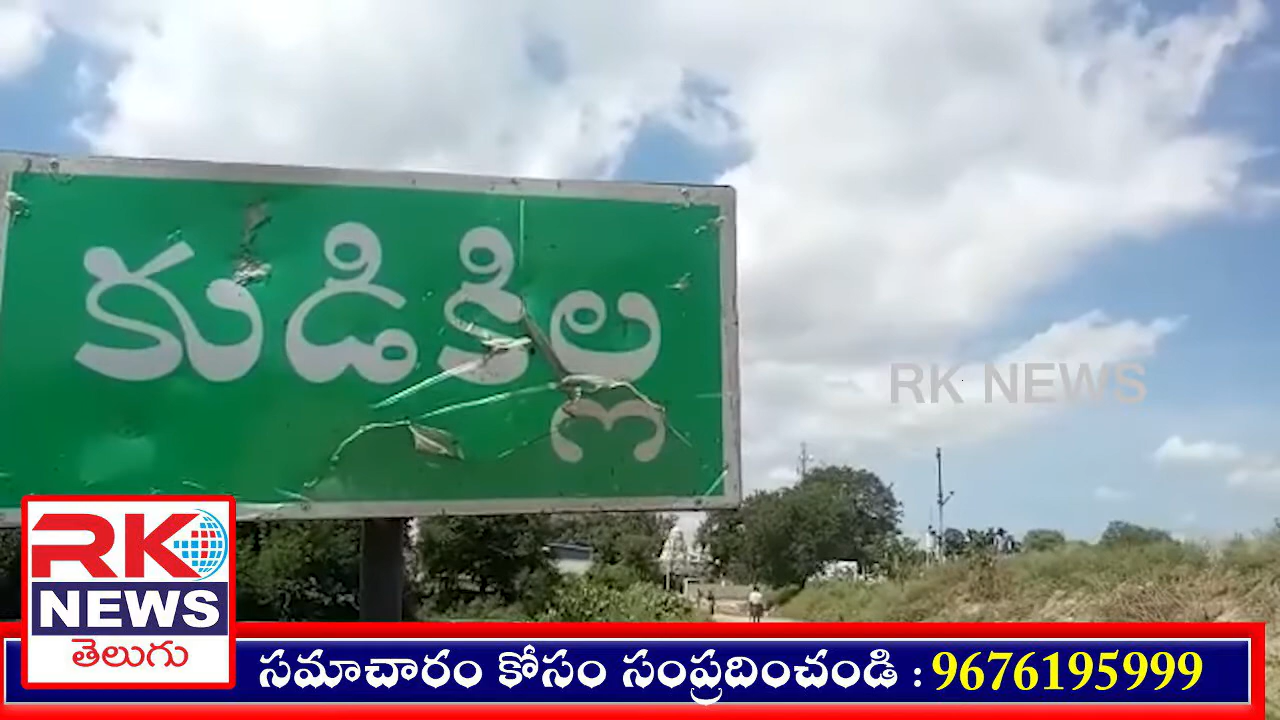 కుడికిల్ల
RK NEWS
RK
NEWS
తెలుగు
సమాచారం కోసం సంప్రదించండి : 9676195999